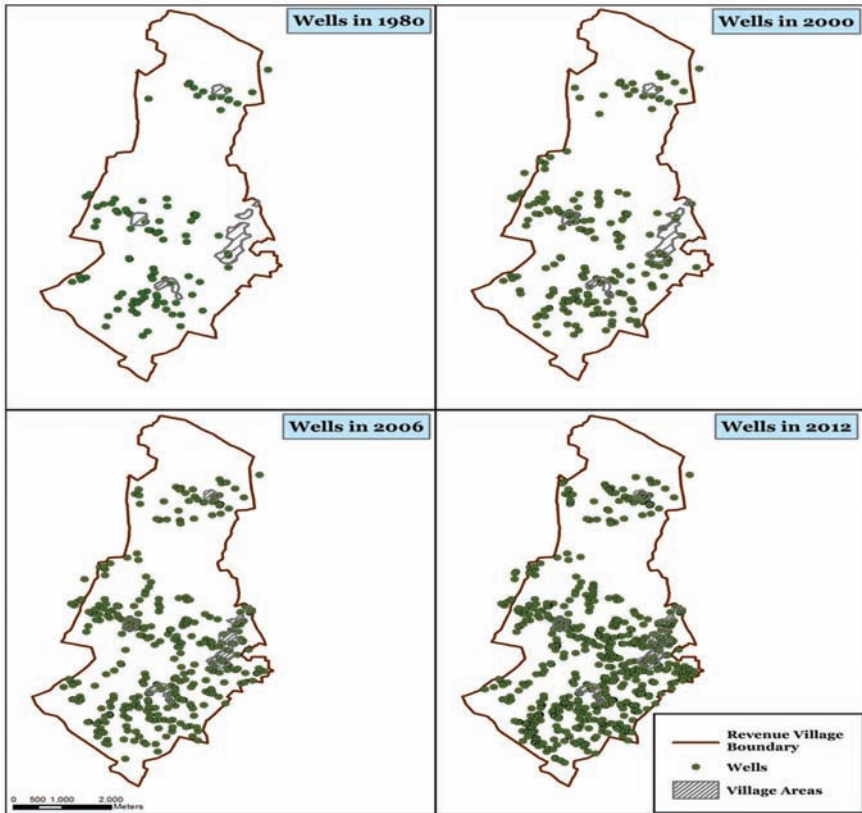 Wells in 1980
Wells in 2000
Wells in 2006
Wells in 2012
0 500 1,000 2,000
Meters
Revenue Village
Boundary
Wells
Village Areas